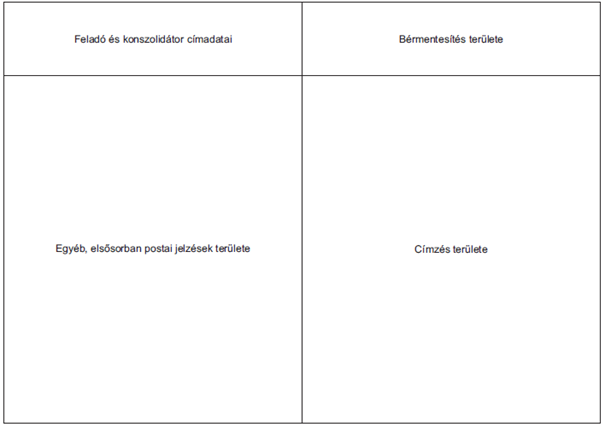 Feladó és konszolidátor címadatai
Bérmentesítés területe
Egyéb, elsősorban postai jelzések területe
Címzés területe